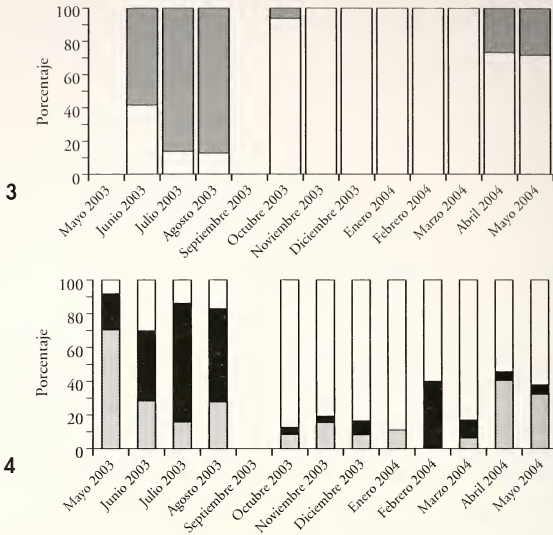 100
80
60
40
20
0
Porcentaje
3
Mayo 2003
Junio 2003
Julio 2003
Agosto 2003
Septiembre 2003
Octubre 2003
Noviembre 2003
Diciembre 2003
Enero 2004
Febrero 2004
Marzo 2004
Abril 2004
Mayo 2004
100
80
60
40
20
0
Porcentaje
4
Mayo 2003
Junio 2003
Julio 2003
Agosto 2003
Septiembre 2003
Octubre 2003
Noviembre 2003
Diciembre 2003
Enero 2004
Febrero 2004
Marzo 2004
Abril 2004
Mayo 2004